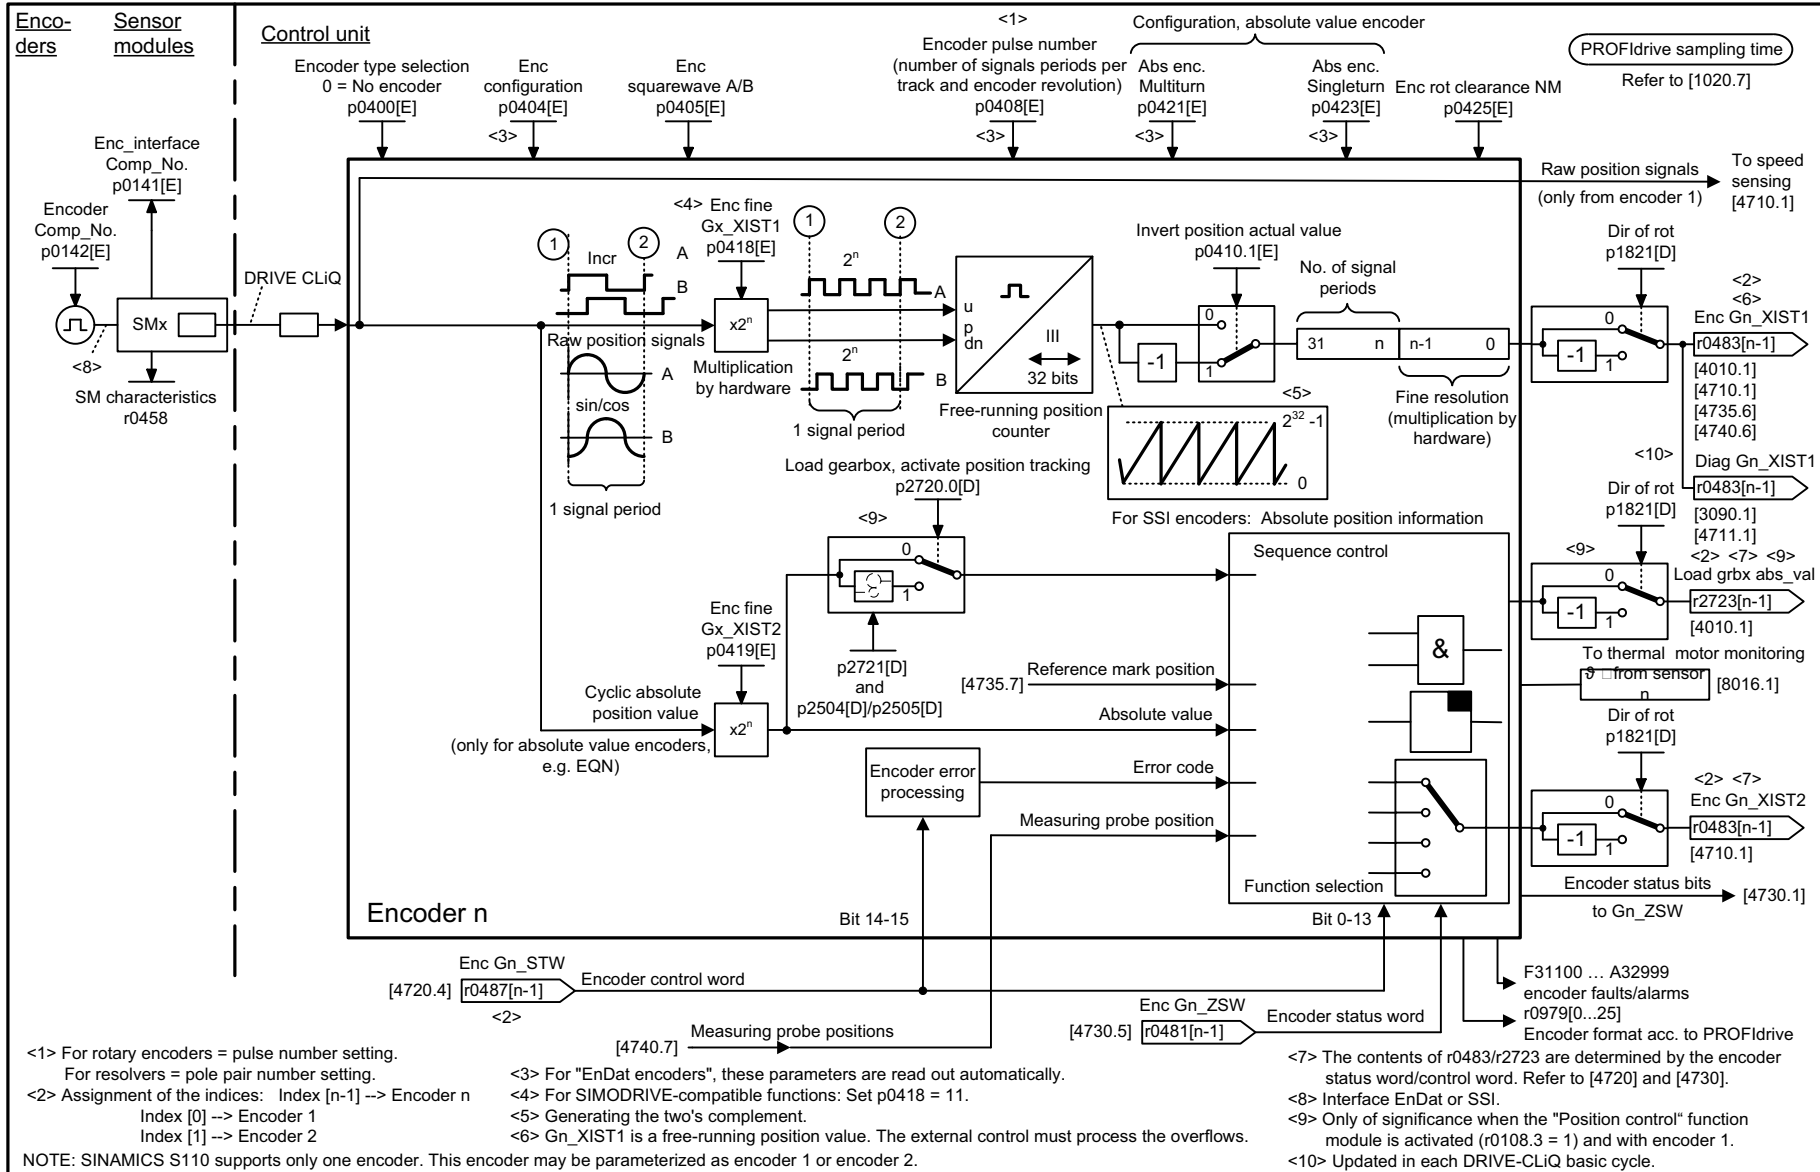 Enco-
ders
Sensor
modules
Control unit
Encoder type selection
0 = No encoder
p0400[E]
Enc
configuration
p0404[E]
<3>
Enc
squarewave A/B
p0405[E]
<1>
Encoder pulse number
(number of signals periods per
track and encoder revolution)
p0408[E]
<3>
Configuration, absolute value encoder
Abs enc.
Multiturn
p0421[E]
<3>
Abs enc.
Singleturn
p0423[E]
<3>
Enc rot clearance NM
p0425[E]
PROFIdrive sampling time
Refer to [1020.7]
Enc_interface
Comp_No.
p0141[E]
Encoder
Comp_No.
p0142[E]
DRIVE CLiQ
SMx
<8>
SM characteristics
r0458
Raw position signals
(only from encoder 1)
To speed
sensing
[4710.1]
1
2
Incr
A
B
Raw position signals
A
sin/cos
B
1 signal period
<4> Enc fine
Gx_XIST1
p0418[E]
x2n
Multiplication
by hardware
1
2
2n
A
2n
B
1 signal period
u
p
dn
III
32 bits
Free-running position
counter
Invert position actual value
p0410.1[E]
0
-1
1
No. of signal
periods
31 n n-1 0
Fine resolution
(multiplication by
hardware)
<5>
232 -1
0
For SSI encoders: Absolute position information
Dir of rot
p1821[D]
0
-1
1
<2>
<6>
Enc Gn_XIST1
r0483[n-1]
[4010.1]
[4710.1]
[4735.6]
[4740.6]
<10>
Diag Gn_XIST1
r0483[n-1]
[3090.1]
[4711.1]
Dir of rot
p1821[D]
<9>
0
-1
1
<2> <7> <9>
Load grbx abs_val
r2723[n-1]
[4010.1]
Load gearbox, activate position tracking
p2720.0[D]
<9>
0
1
p2721[D]
and
p2504[D]/p2505[D]
Enc fine
Gx_XIST2
p0419[E]
Cyclic absolute
position value
x2n
(only for absolute value encoders,
e.g. EQN)
Sequence control
&
Function selection
[4735.7]
Reference mark position
Absolute value
Encoder error
processing
Error code
Measuring probe position
To thermal motor monitoring
ϑ from sensor
n
[8016.1]
Dir of rot
p1821[D]
0
-1
1
<2> <7>
Enc Gn_XIST2
r0483[n-1]
[4710.1]
Encoder status bits
to Gn_ZSW
[4730.1]
Encoder n
Bit 14-15
Bit 0-13
Enc Gn_STW
[4720.4]
r0487[n-1]
<2>
Encoder control word
Enc Gn_ZSW
[4730.5]
r0481[n-1]
Encoder status word
[4740.7]
Measuring probe positions
F31100 ... A32999
encoder faults/alarms
r0979[0...25]
Encoder format acc. to PROFIdrive
<1> For rotary encoders = pulse number setting.
For resolvers = pole pair number setting.
<2> Assignment of the indices: Index [n-1] --> Encoder n
Index [0] --> Encoder 1
Index [1] --> Encoder 2
<3> For "EnDat encoders", these parameters are read out automatically.
<4> For SIMODRIVE-compatible functions: Set p0418 = 11.
<5> Generating the two's complement.
<6> Gn_XIST1 is a free-running position value. The external control must process the overflows.
<7> The contents of r0483/r2723 are determined by the encoder
status word/control word. Refer to [4720] and [4730].
<8> Interface EnDat or SSI.
<9> Only of significance when the "Position control“ function
module is activated (r0108.3 = 1) and with encoder 1.
<10> Updated in each DRIVE-CLiQ basic cycle.
NOTE: SINAMICS S110 supports only one encoder. This encoder may be parameterized as encoder 1 or encoder 2.